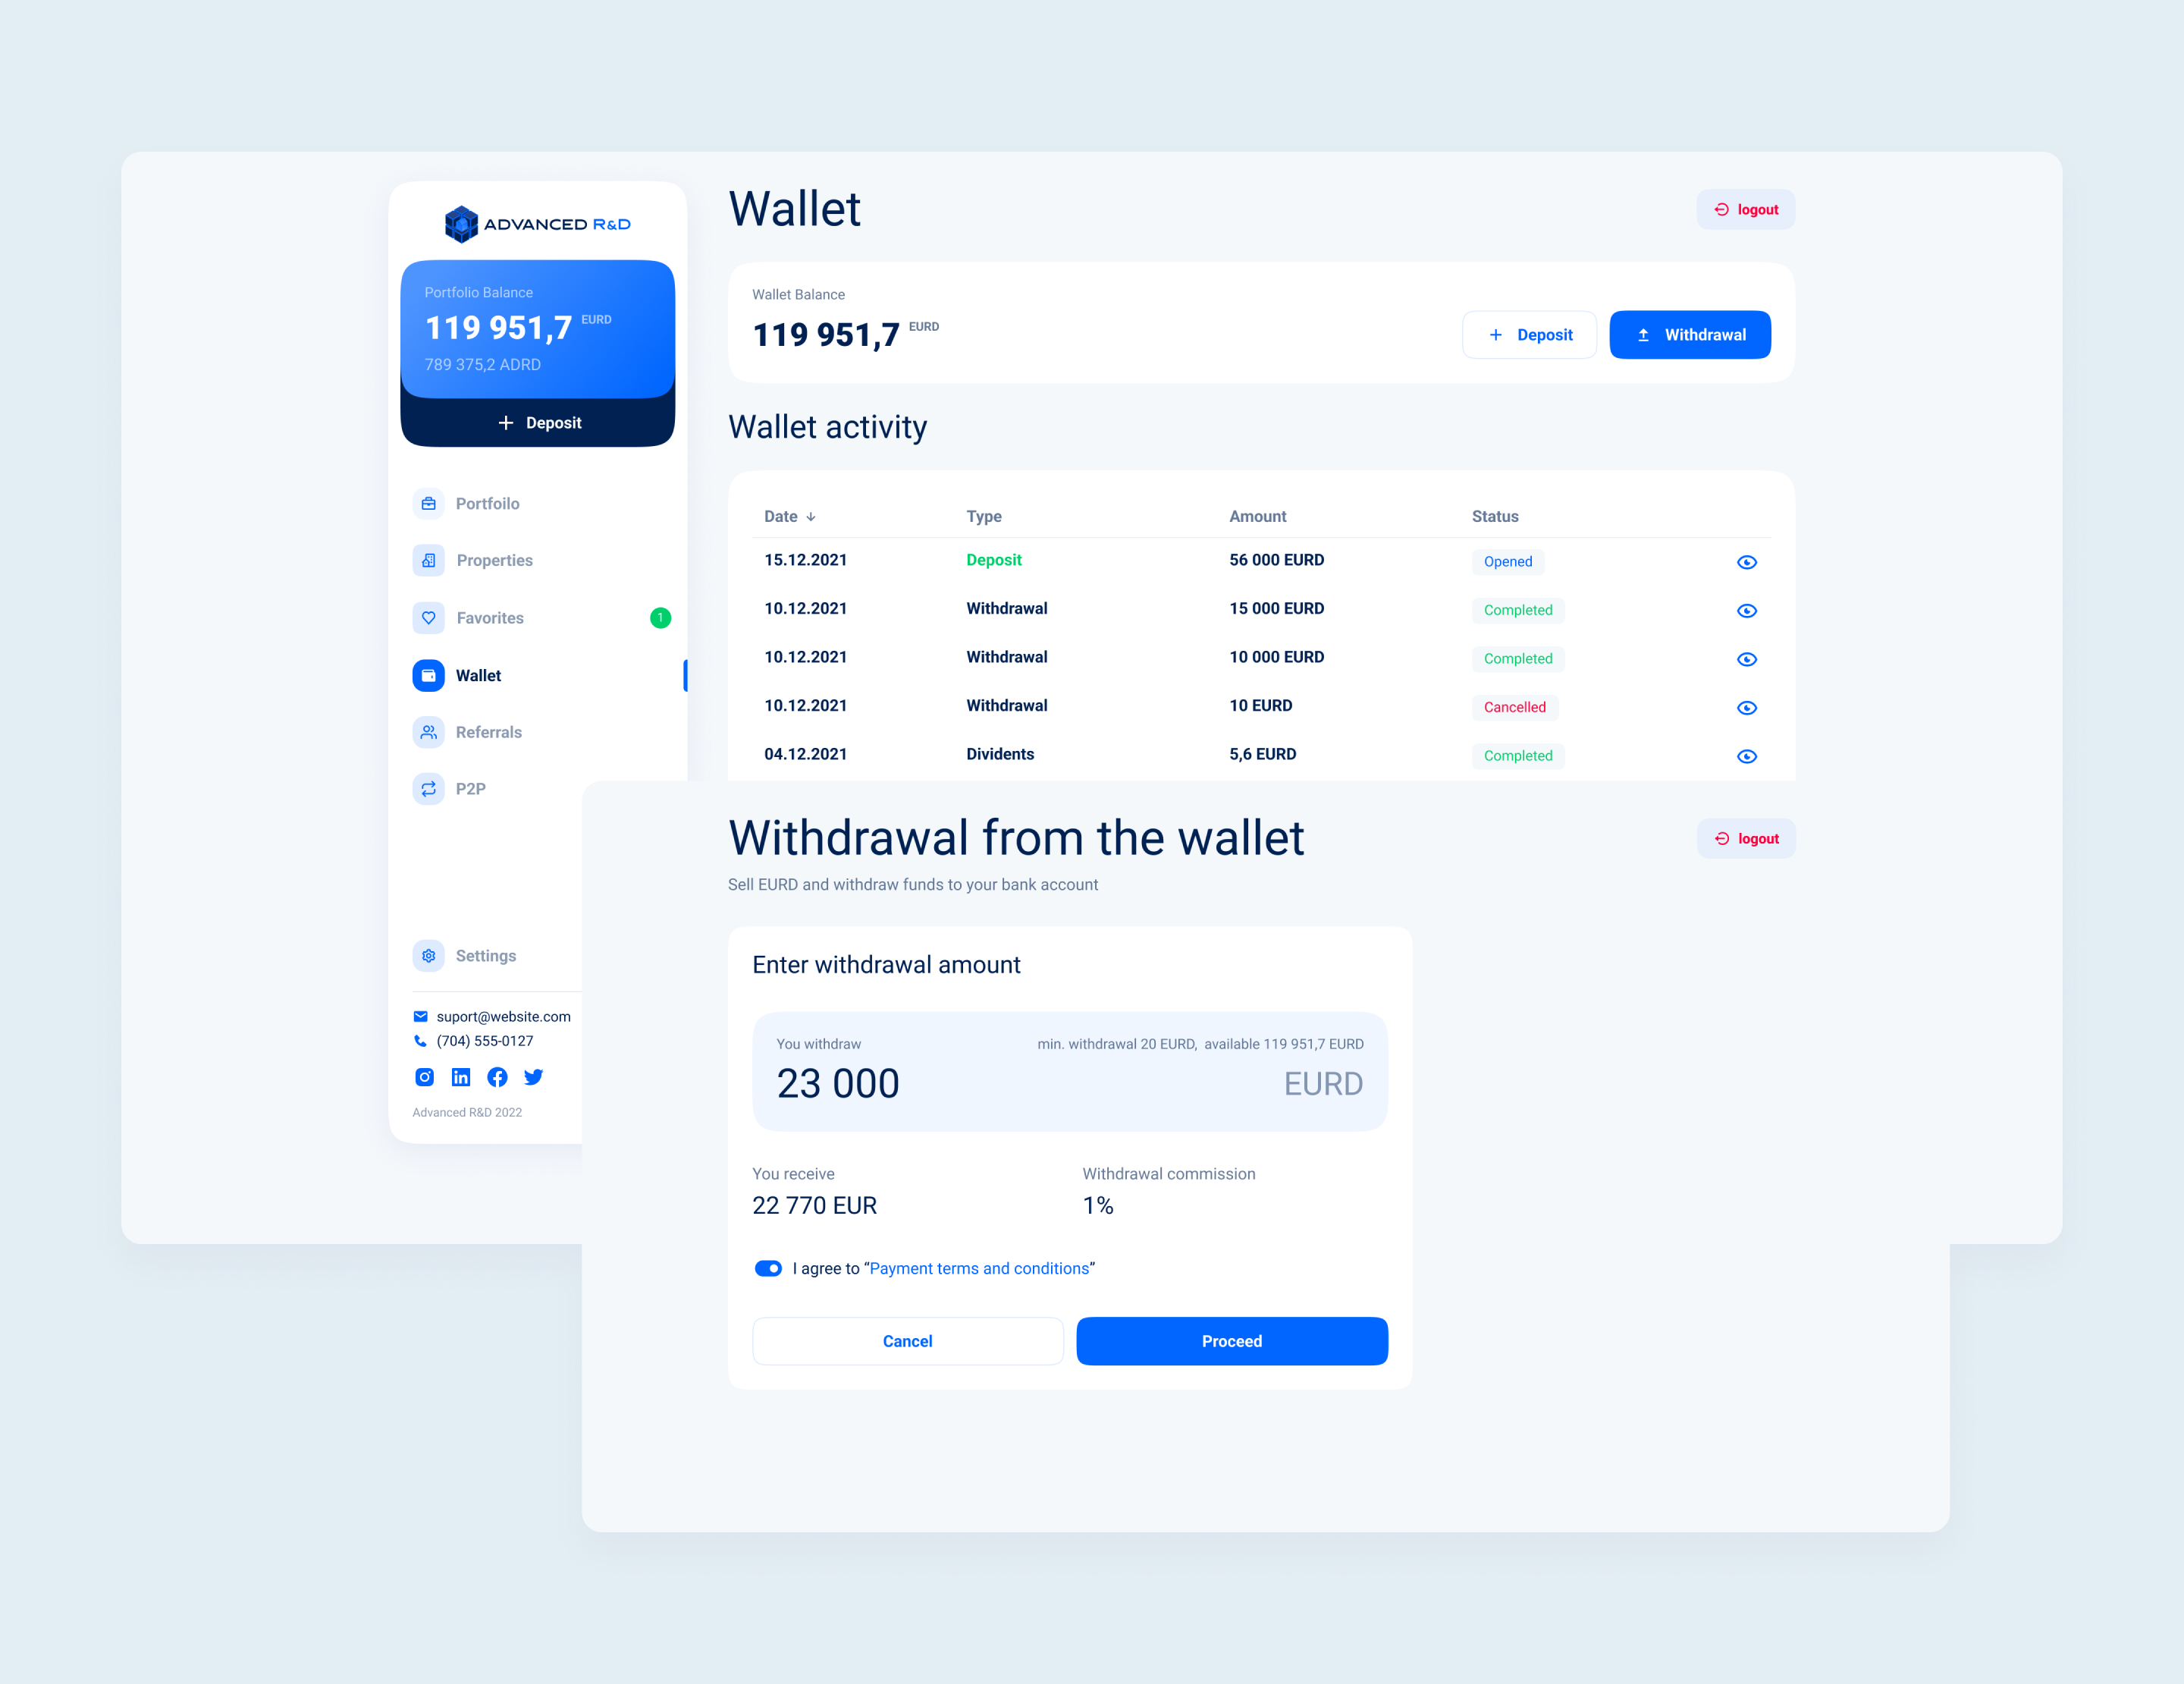 ADVANCED R&D
Portfolio Balance
119 951,7 EURD
789 375,2 ADRD
Deposit
Portfoilo
Properties
Favorites 1
Wallet
Referrals
P2P
Settings
suport@website.com
(704) 555-0127
Advanced R&D 2022
Wallet
logout
Wallet Balance
119 951,7 EURD
Deposit
Withdrawal
Wallet activity
Date Type Amount Status
15.12.2021 Deposit 56 000 EURD Opened
10.12.2021 Withdrawal 15 000 EURD Completed
10.12.2021 Withdrawal 10 000 EURD Completed
10.12.2021 Withdrawal 10 EURD Cancelled
04.12.2021 Dividents 5,6 EURD Completed
Withdrawal from the wallet
logout
Sell EURD and withdraw funds to your bank account
Enter withdrawal amount
You withdraw min. withdrawal 20 EURD, available 119 951,7 EURD
23 000 EURD
You receive Withdrawal commission
22 770 EUR 1%
I agree to “Payment terms and conditions”
Cancel Proceed